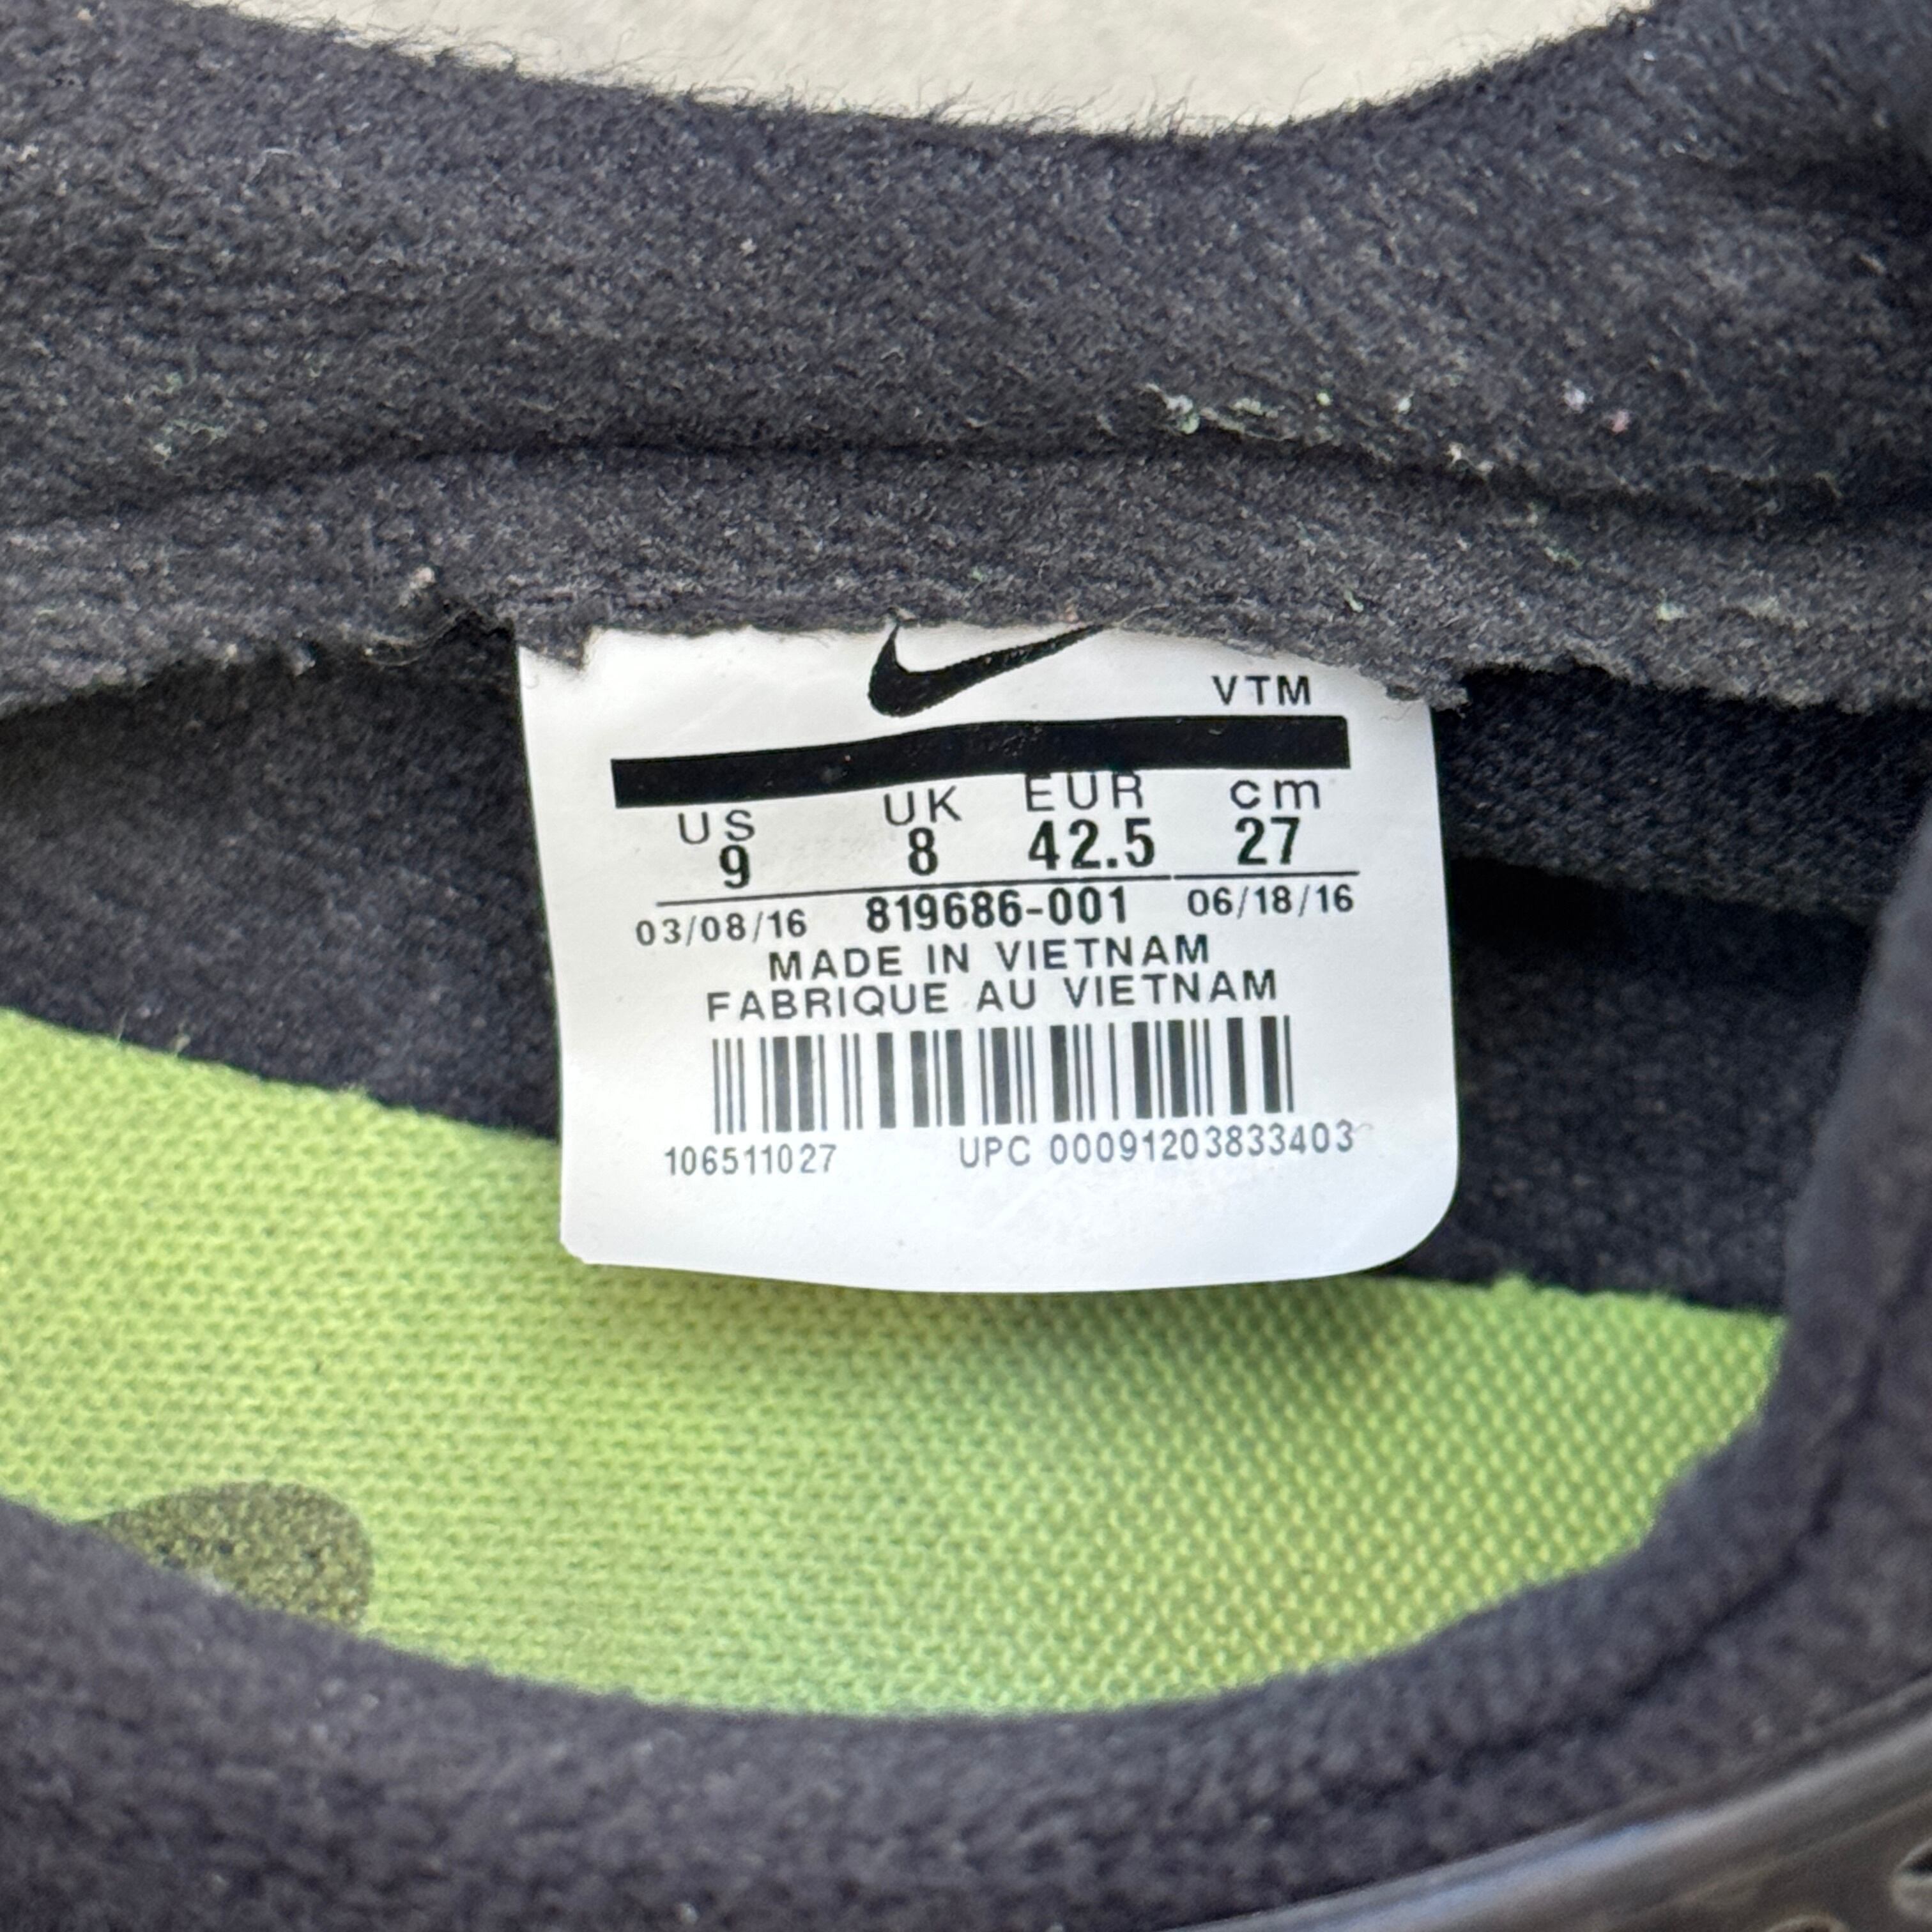 VTM
US UK EUR cm
9 8 42.5 27
03/08/16 819686-001 06/18/16
MADE IN VIETNAM
FABRIQUE AU VIETNAM
106511027 UPC 00091203833403